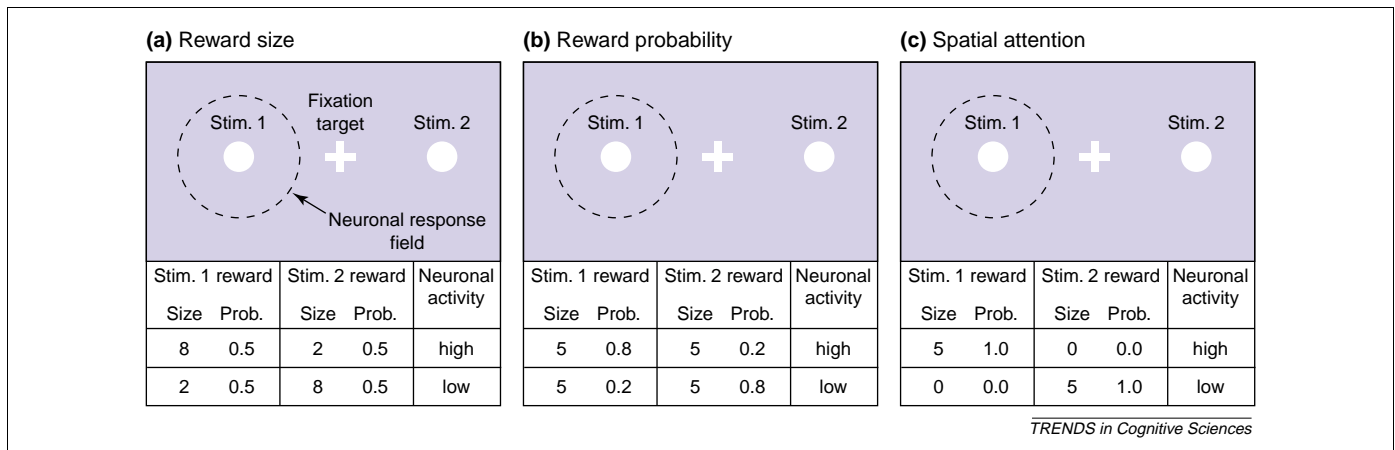 (a) Reward size
Fixation
target
Stim. 1
Stim. 2
Neuronal response
field
Stim. 1 reward Stim. 2 reward Neuronal
activity
Size Prob. Size Prob.
8 0.5 2 0.5 high
2 0.5 8 0.5 low
(b) Reward probability
Stim. 1
Stim. 2
Stim. 1 reward Stim. 2 reward Neuronal
activity
Size Prob. Size Prob.
5 0.8 5 0.2 high
5 0.2 5 0.8 low
(c) Spatial attention
Stim. 1
Stim. 2
Stim. 1 reward Stim. 2 reward Neuronal
activity
Size Prob. Size Prob.
5 1.0 0 0.0 high
0 0.0 5 1.0 low
TRENDS in Cognitive Sciences